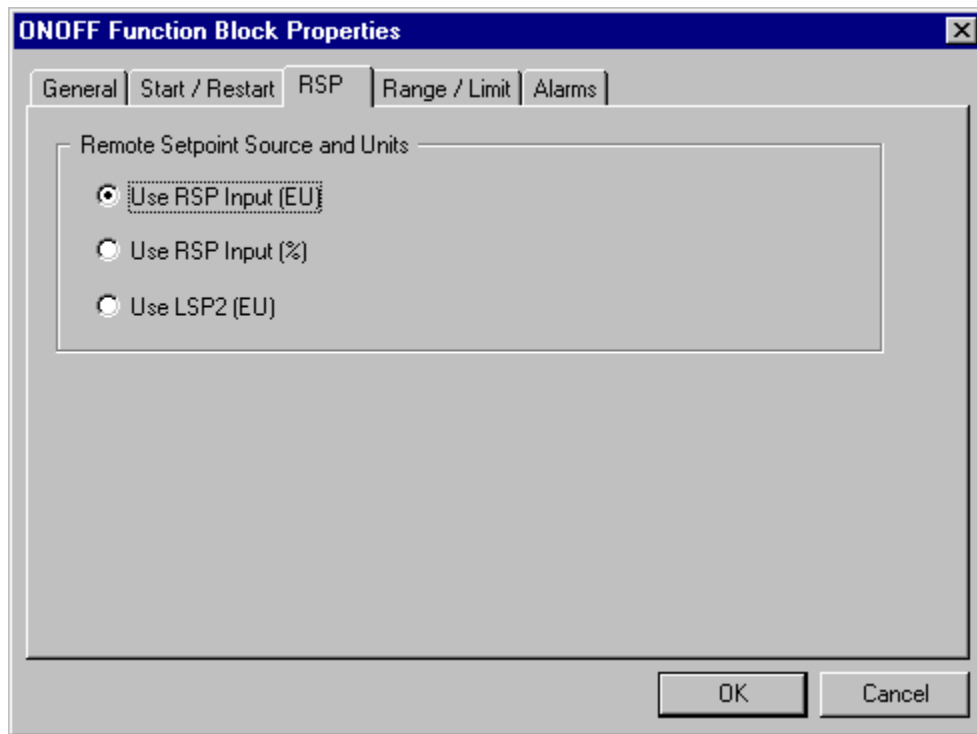 ONOFF Function Block Properties
General Start / Restart RSP Range / Limit Alarms
Remote Setpoint Source and Units
Use RSP Input (EU)
Use RSP Input (%)
Use LSP2 (EU)
OK Cancel